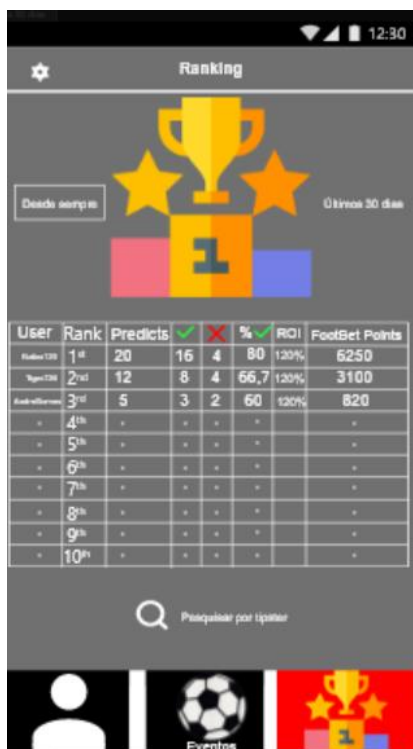 12:30
Ranking
Desde sempre
Últimos 30 dias
1
User Rank Predicts % ROI FootBet Points
1st 20 16 4 80 120% 6250
2nd 12 8 4 66,7 120% 3100
3rd 5 3 2 60 120% 820
4th
5th
6th
7th
8th
9th
10th
Pesquisar por tipster
Eventos
1